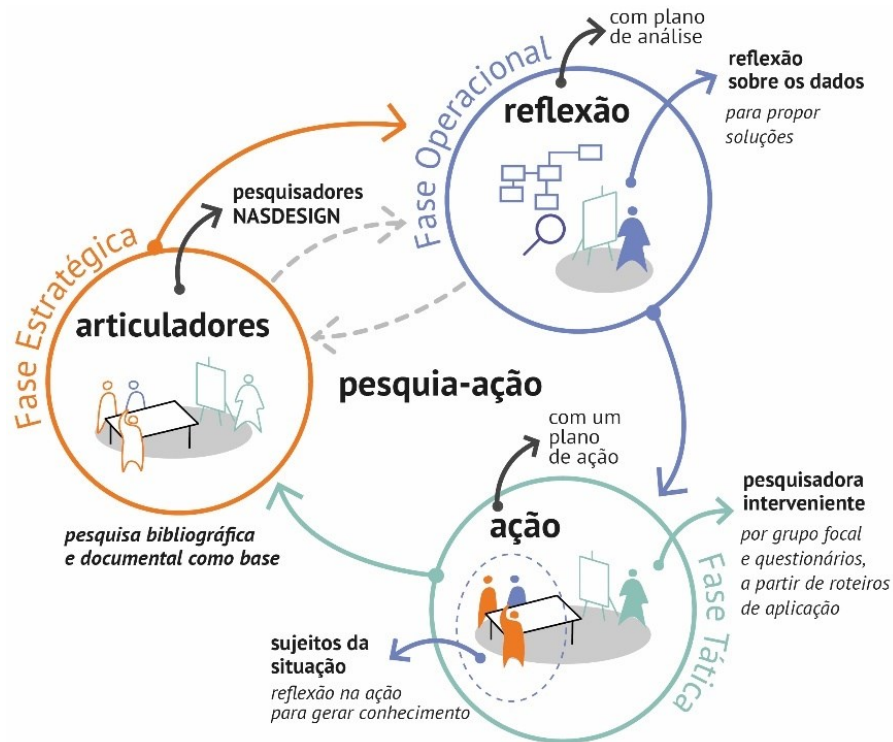 com plano
de análise
Fase Operacional
reflexão
reflexão
sobre os dados
para propor
soluções
pesquisadores
NASDESIGN
Fase Estratégica
articuladores
pesquia-ação
pesquisa bibliográfica
e documental como base
com um
plano
de ação
ação
pesquisadora
interveniente
por grupo focal
e questionários,
a partir de roteiros
de aplicação
Fase Tática
sujeitos da
situação
reflexão na ação
para gerar conhecimento